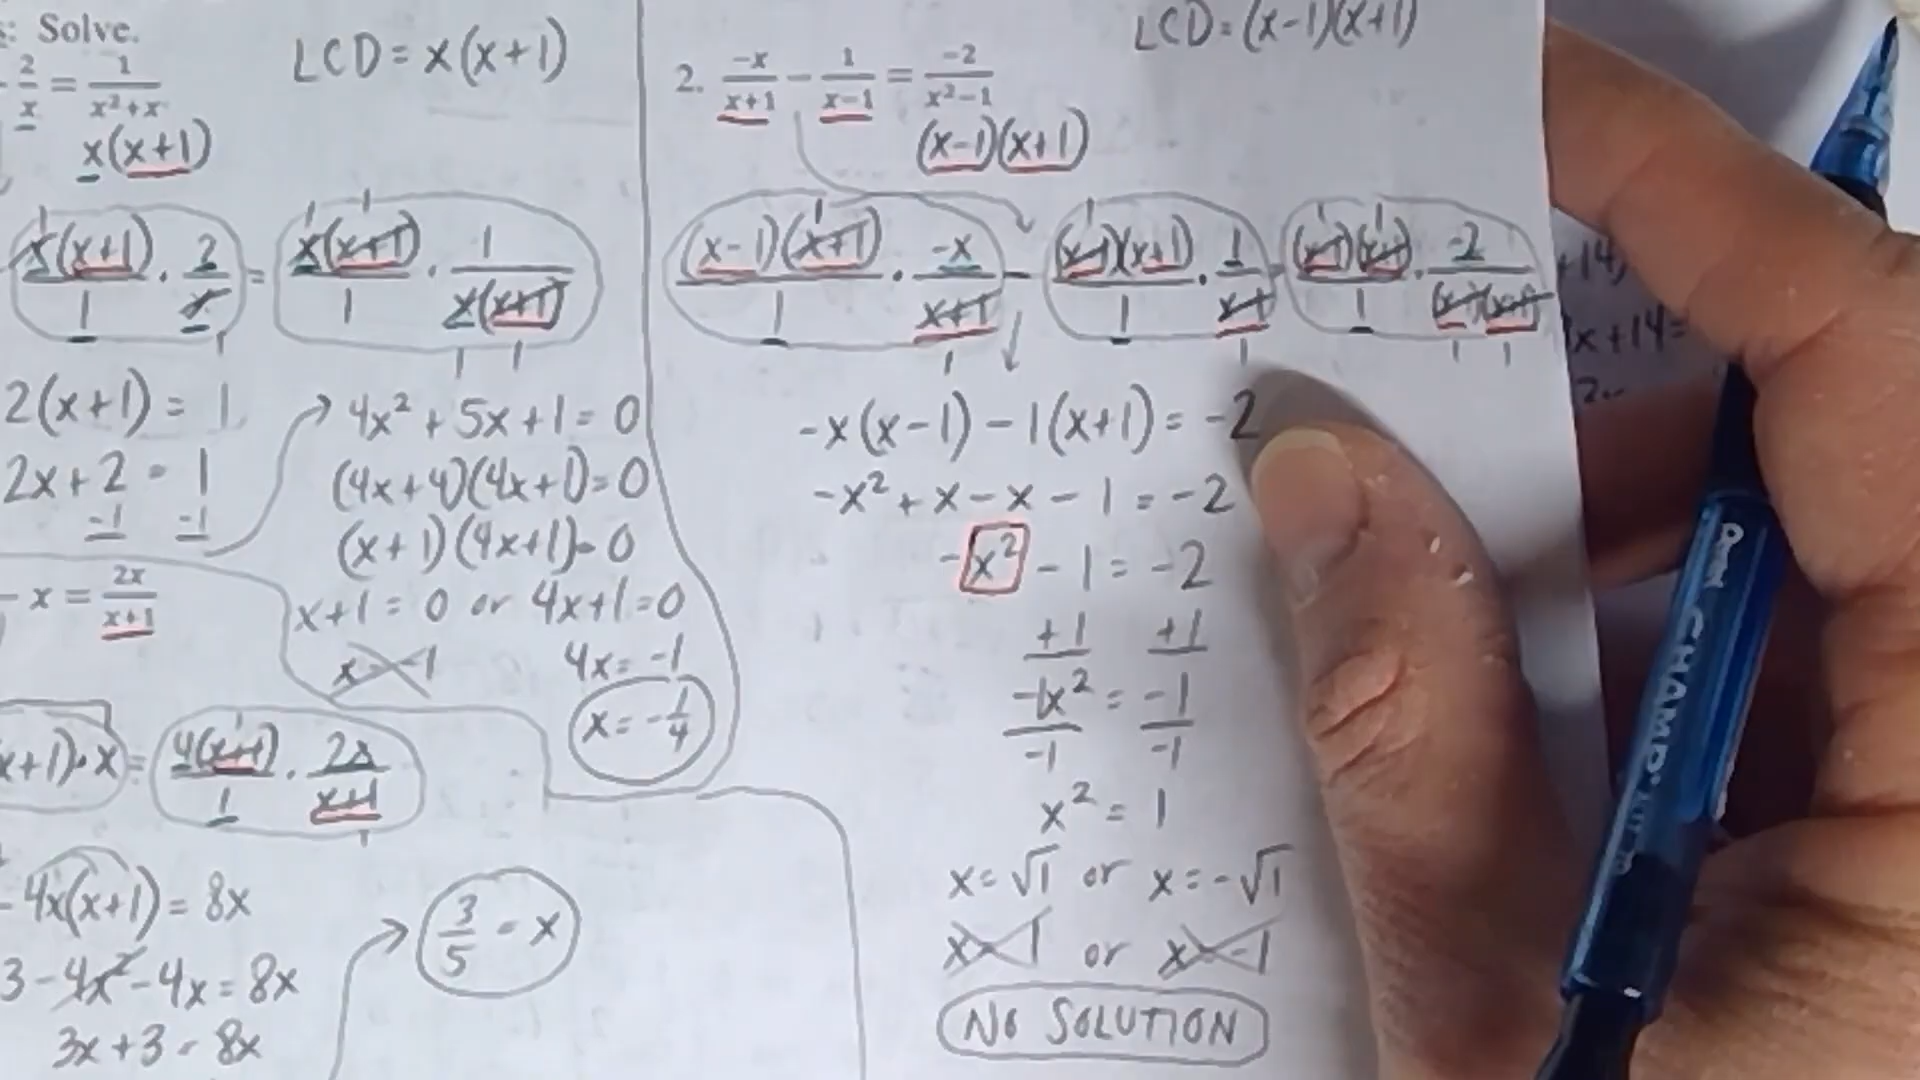 s: Solve.
2/x = 1/(x²+x)
LCD = x(x+1)
x(x+1)
x(x+1)/1 · 2/x = x(x+1)/1 · 1/(x(x+1))
2(x+1) = 1
2x + 2 = 1
-1 -1
4x² + 5x + 1 = 0
(4x+4)(4x+1) = 0
(x+1)(4x+1) = 0
x+1 = 0 or 4x+1 = 0
x = -1
4x = -1
x = -1/4
- x = 2x/(x+1)
x+1) · x = 4(x+1)/1 · 2x/(x+1)
- 4x(x+1) = 8x
3 - 4x² - 4x = 8x
3x + 3 = 8x
3/5 = x
2. -x/(x+1) - 1/(x-1) = -2/(x²-1)
LCD = (x-1)(x+1)
(x-1)(x+1)
(x-1)(x+1)/1 · -x/(x+1) - (x-1)(x+1)/1 · 1/(x-1) = (x-1)(x+1)/1 · -2/((x-1)(x+1))
-x(x-1) - 1(x+1) = -2
-x² + x - x - 1 = -2
-x² - 1 = -2
+1 +1
-1x² = -1
-1 -1
x² = 1
x = √1 or x = -√1
x = 1 or x = -1
NO SOLUTION
+14)
x+14=
CHAMP